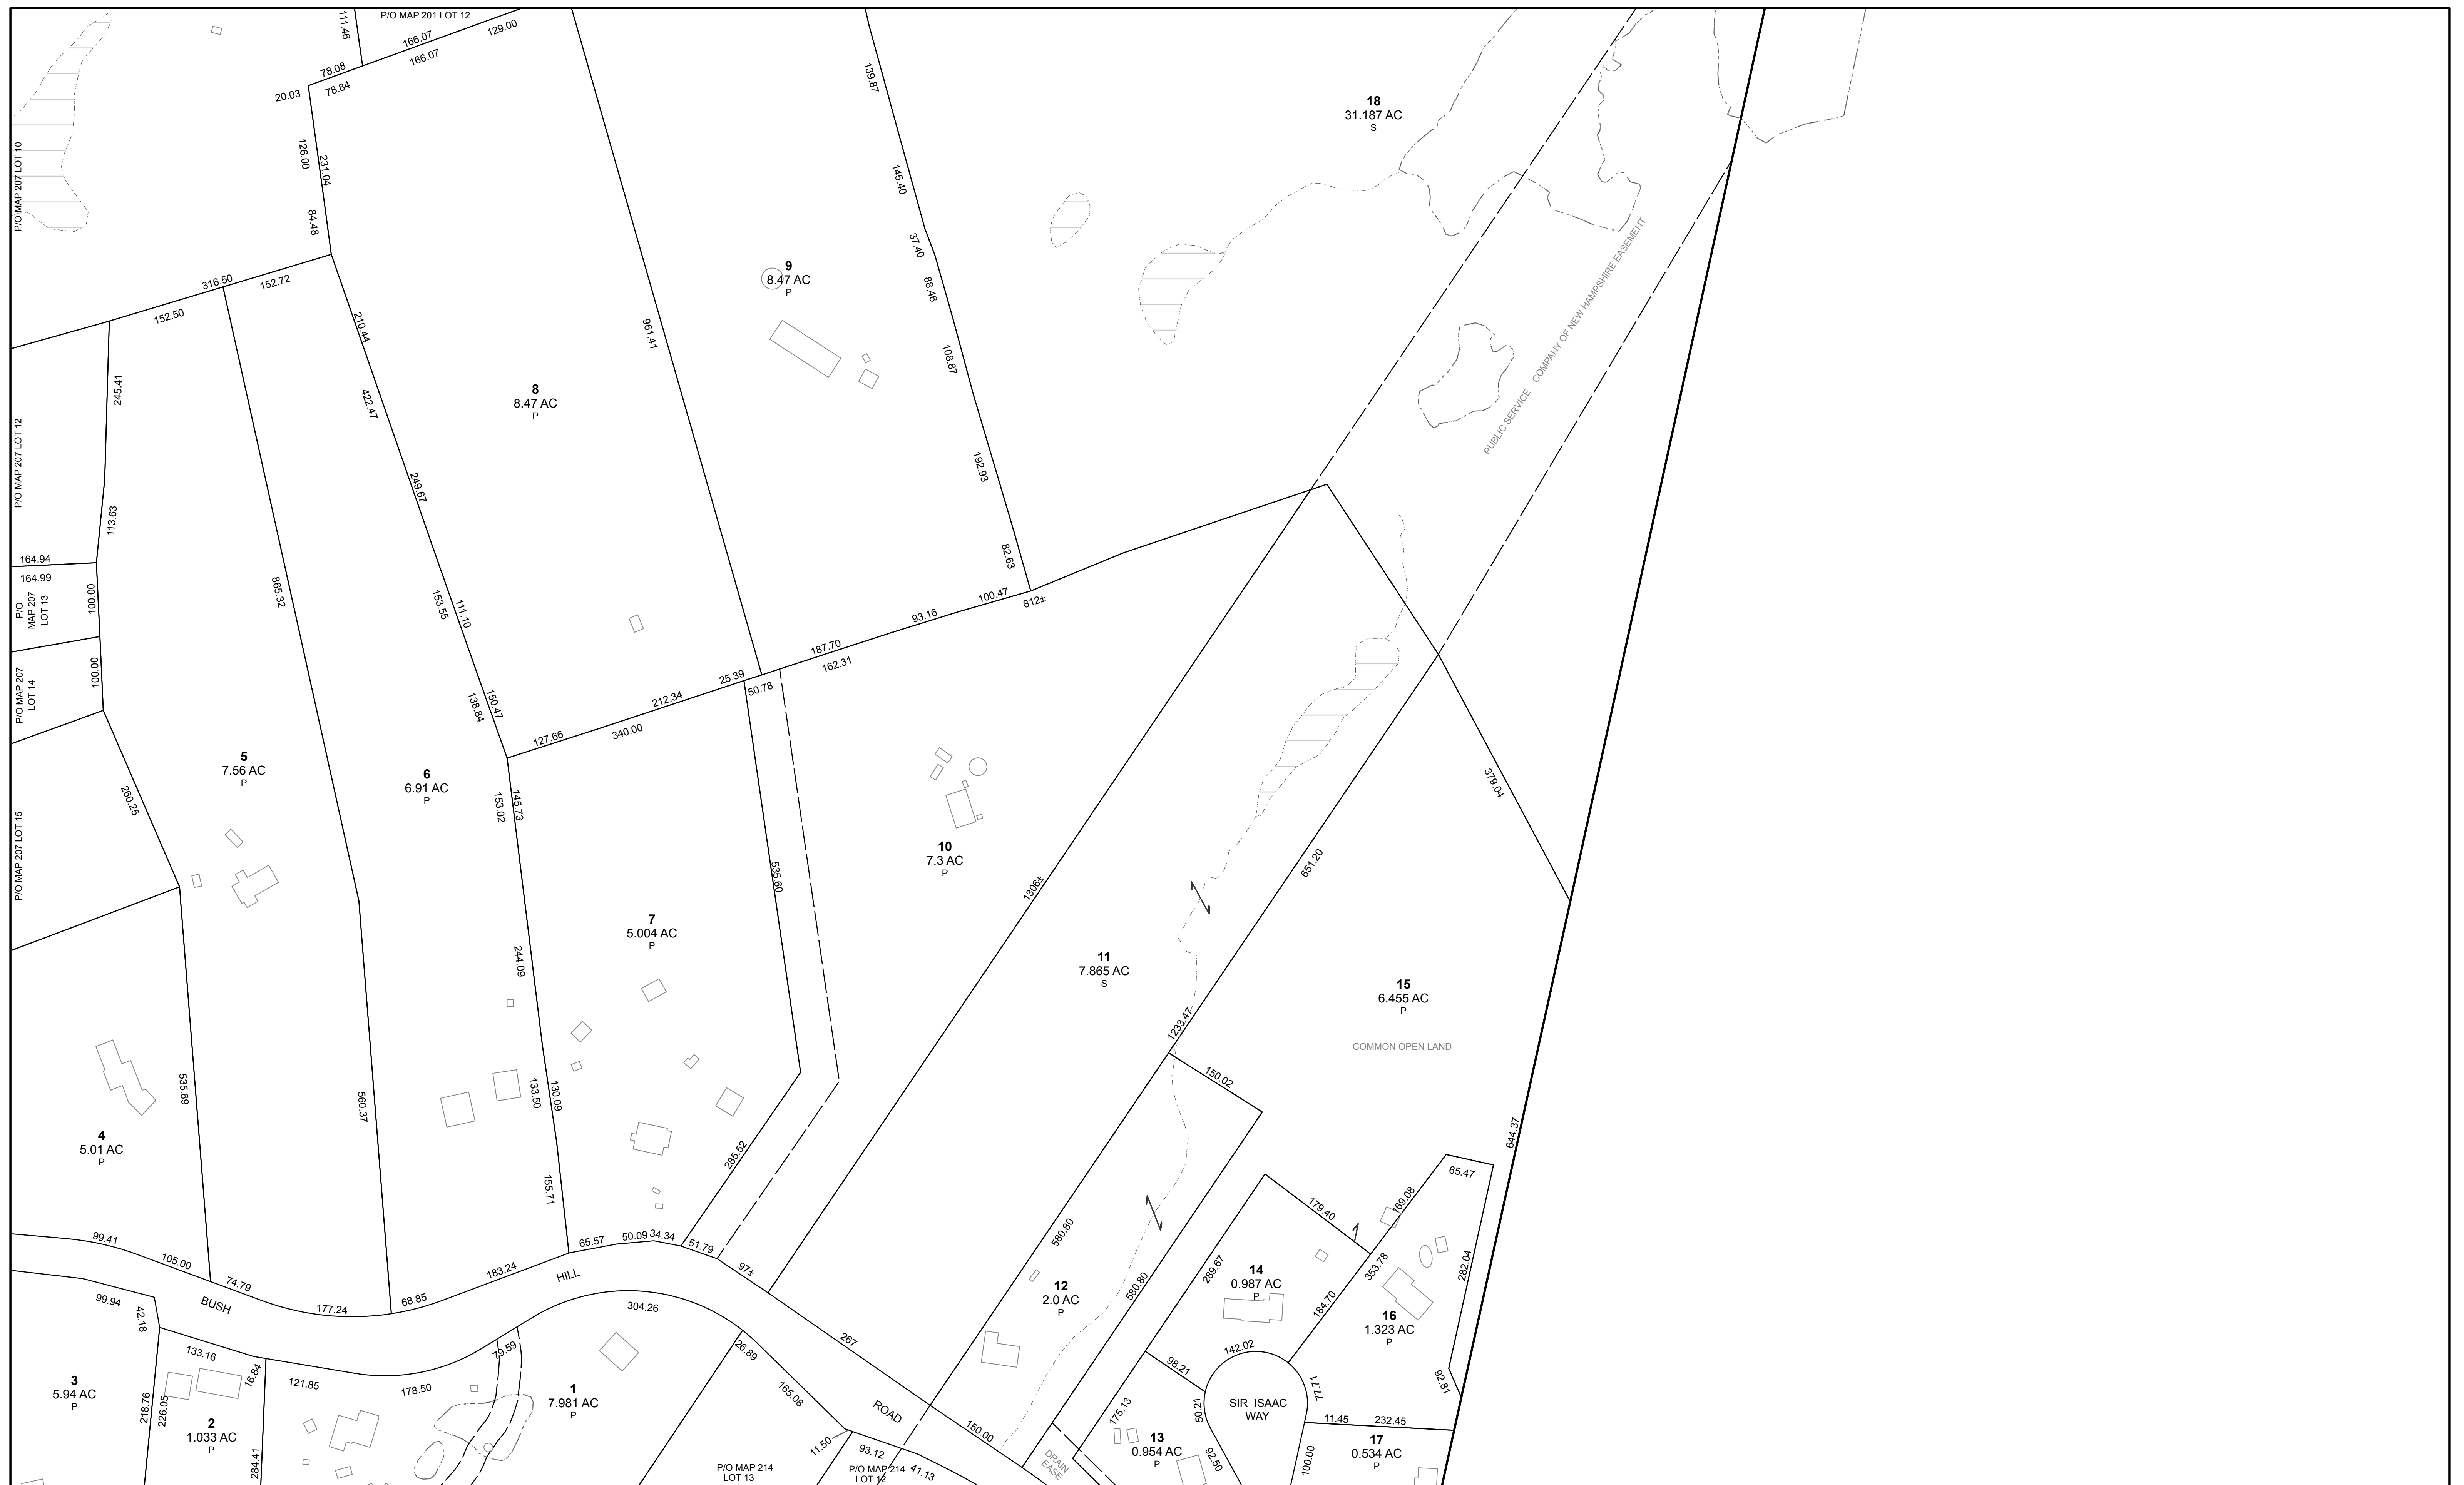 P/O MAP 201 LOT 12
111.46
166.07
129.00
166.07
78.08
78.84
20.03
126.00
231.04
84.48
139.87
145.40
37.40
88.46
108.87
192.93
82.63
18
31.187 AC
S
P/O MAP 207 LOT 10
316.50
152.72
152.50
210.44
422.47
249.67
961.41
9
8.47 AC
P
8
8.47 AC
P
PUBLIC SERVICE COMPANY OF NEW HAMPSHIRE EASEMENT
245.41
P/O MAP 207 LOT 12
113.63
164.94
164.99
P/O
MAP 207
LOT 13
100.00
865.32
153.55
111.10
100.47
812±
93.16
187.70
162.31
P/O MAP 207
LOT 14
100.00
150.47
138.84
25.39
50.78
212.34
340.00
127.66
5
7.56 AC
P
6
6.91 AC
P
153.02
145.73
260.25
P/O MAP 207 LOT 15
10
7.3 AC
P
379.04
535.60
1306±
651.20
7
5.004 AC
P
244.09
11
7.865 AC
S
15
6.455 AC
P
COMMON OPEN LAND
1233.47
150.02
535.69
560.37
133.50
130.09
4
5.01 AC
P
285.52
155.71
644.37
65.47
169.08
179.40
580.80
580.80
289.67
353.78
282.04
99.41
105.00
74.79
177.24
68.85
183.24
65.57
50.09
34.34
51.79
97±
BUSH
HILL
ROAD
12
2.0 AC
P
14
0.987 AC
P
184.70
16
1.323 AC
P
99.94
42.18
304.26
267
133.16
16.84
79.59
26.89
142.02
98.21
92.81
77.71
3
5.94 AC
P
218.76
226.05
121.85
178.50
1
7.981 AC
P
165.08
150.00
SIR ISAAC
WAY
50.21
175.13
11.45
232.45
2
1.033 AC
P
284.41
11.50
93.12
41.13
P/O MAP 214
LOT 13
P/O MAP 214
LOT 12
DRAIN
EASE
13
0.954 AC
P
92.50
100.00
17
0.534 AC
P